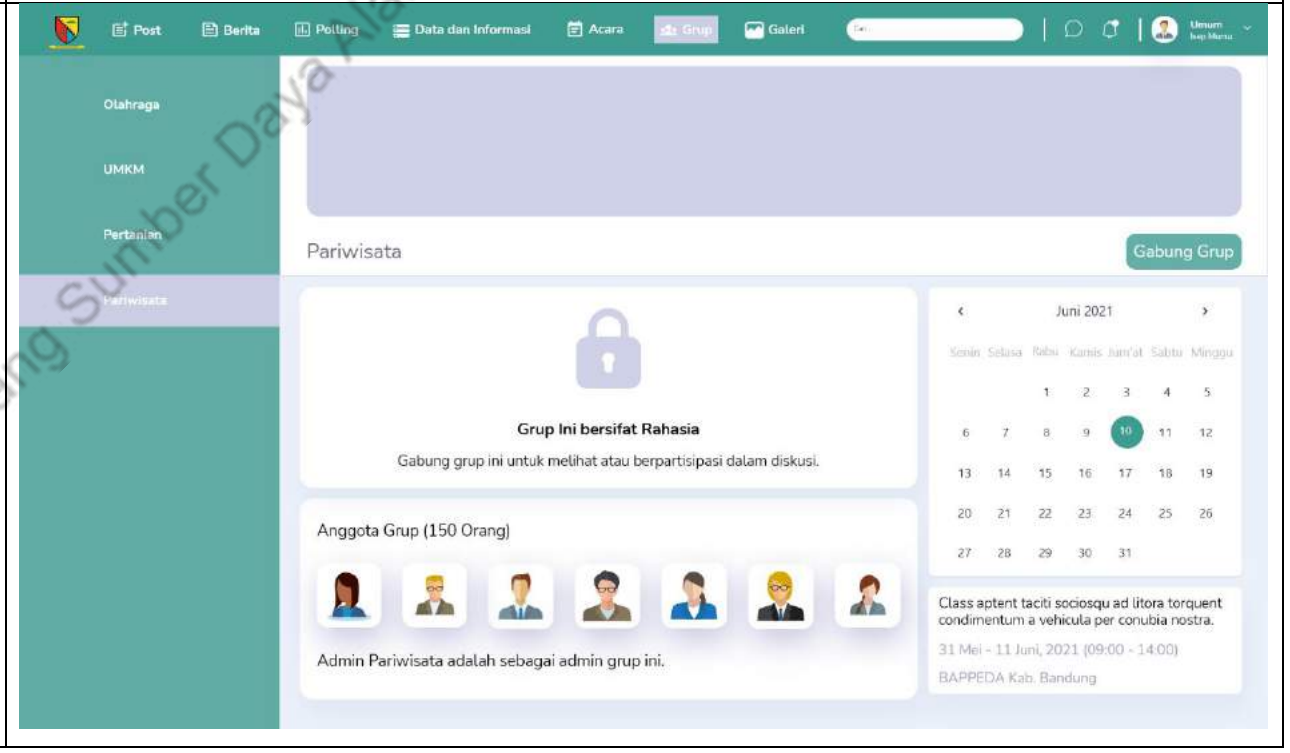 Post Berita Polling Data dan Informasi Acara Grup Galeri Cari... Umum
Olahraga
UMKM
Pertanian
Pariwisata
Pariwisata
Gabung Grup
Grup Ini bersifat Rahasia
Gabung grup ini untuk melihat atau berpartisipasi dalam diskusi.
Anggota Grup (150 Orang)
Admin Pariwisata adalah sebagai admin grup ini.
‹ Juni 2021 ›
Senin Selasa Rabu Kamis Jum'at Sabtu Minggu
1 2 3 4 5
6 7 8 9 10 11 12
13 14 15 16 17 18 19
20 21 22 23 24 25 26
27 28 29 30 31
Class aptent taciti sociosqu ad litora torquent
condimentum a vehicula per conubia nostra.
31 Mei - 11 Juni, 2021 (09:00 - 14:00)
BAPPEDA Kab. Bandung
Sumber Daya